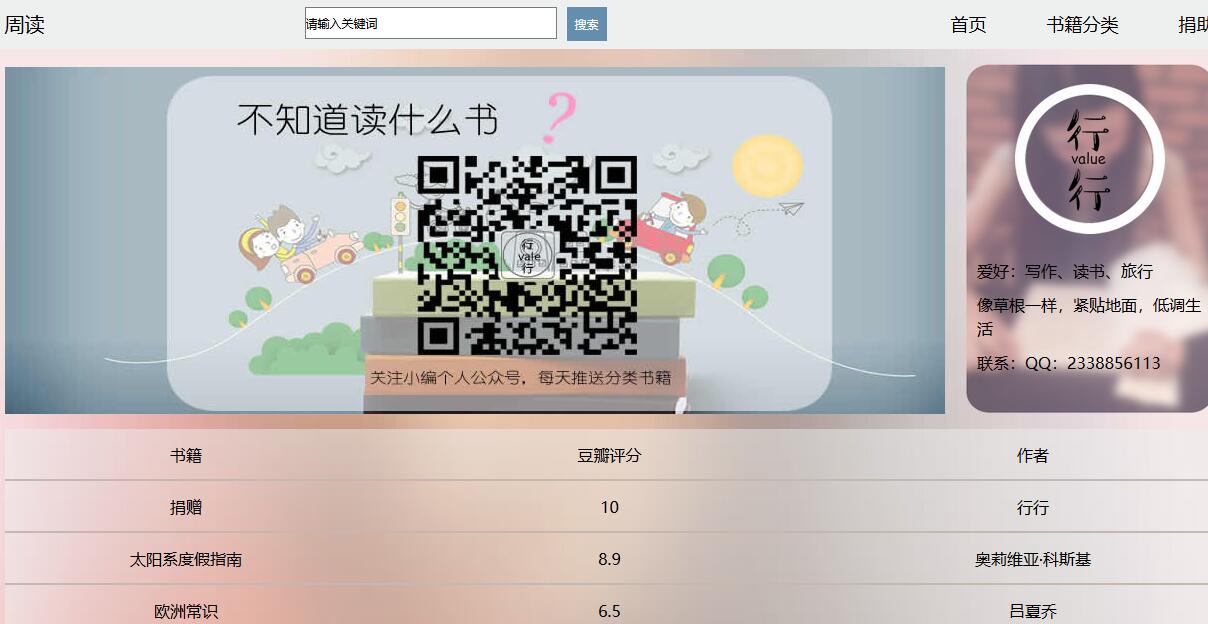 周读
请输入关键词
搜索
首页
书籍分类
捐助
不知道读什么书?
行
vale
行
关注小编个人公众号，每天推送分类书籍
行
value
行
爱好：写作、读书、旅行
像草根一样，紧贴地面，低调生
活
联系：QQ：2338856113
书籍 豆瓣评分 作者
捐赠 10 行行
太阳系度假指南 8.9 奥莉维亚·科斯基
欧洲常识 6.5 吕夏乔